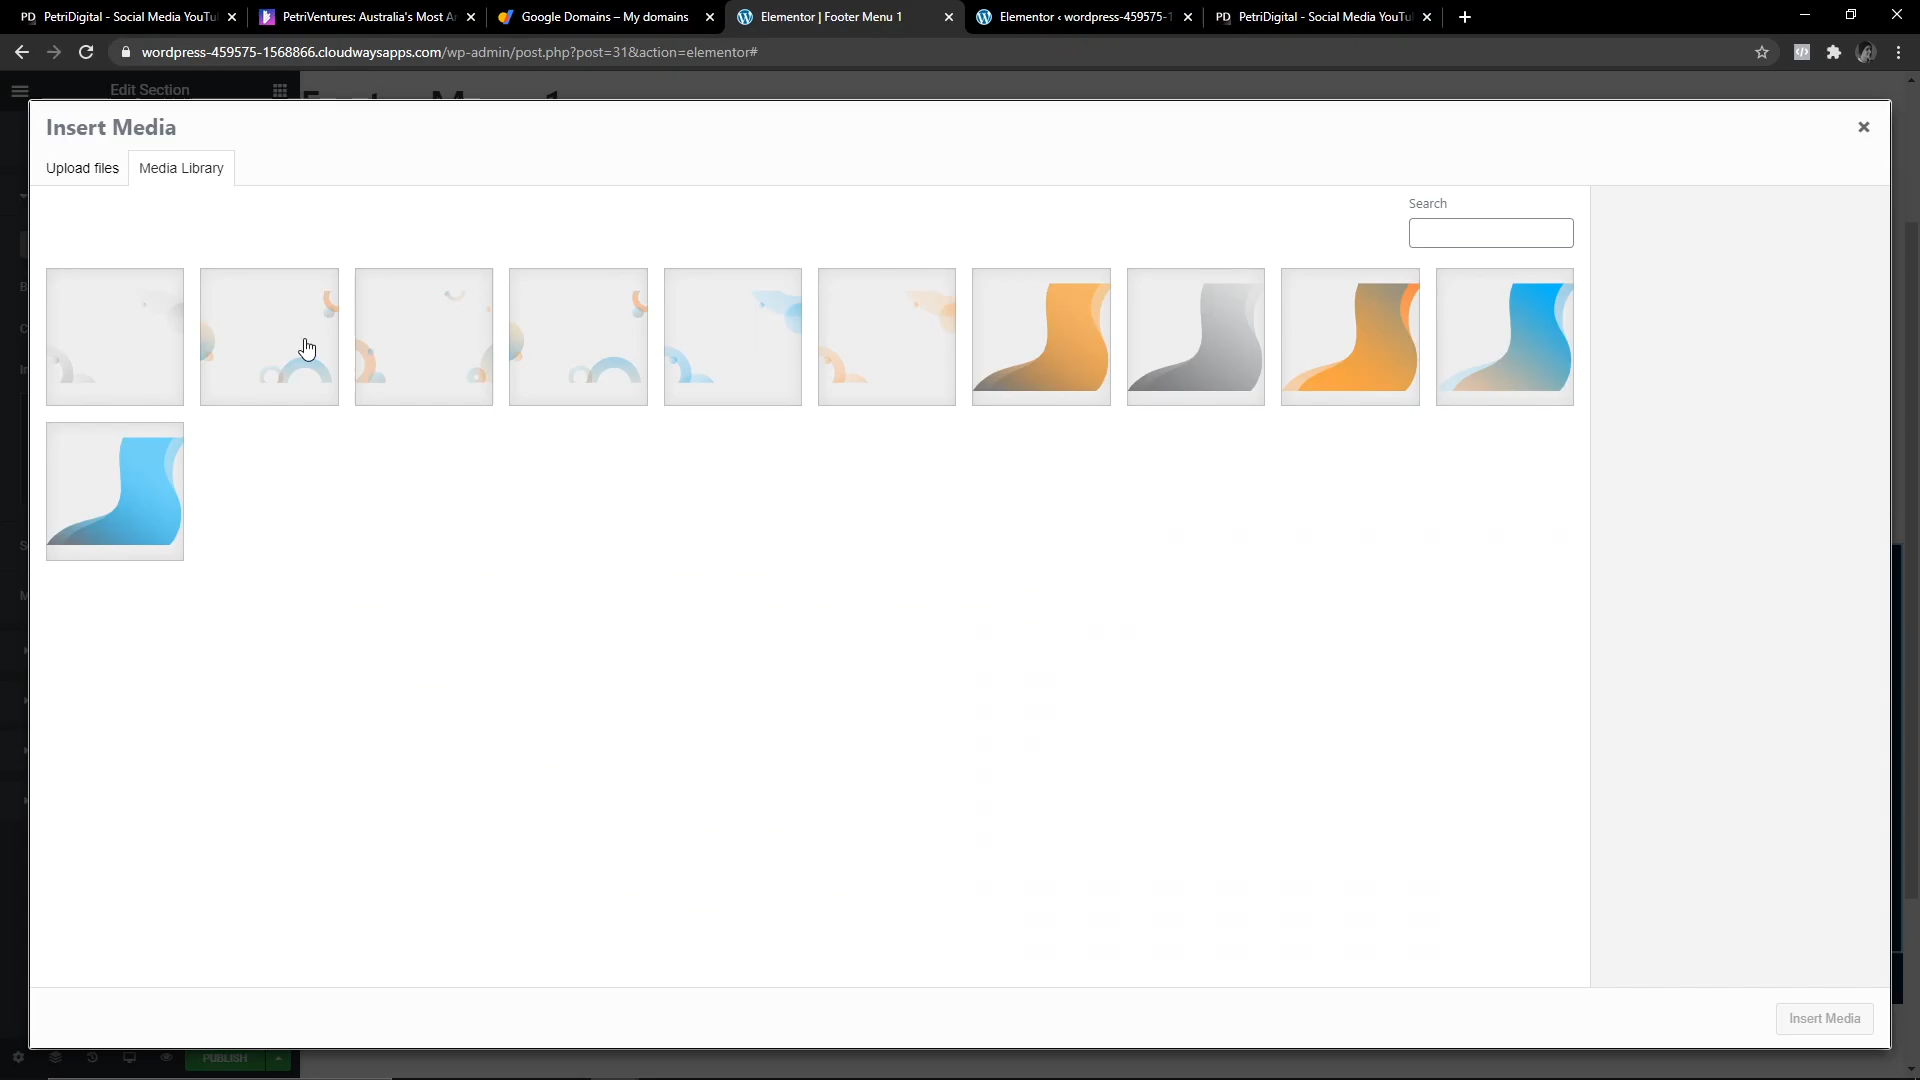 PD PetriDigital - Social Media YouTu
PetriVentures: Australia's Most A
Google Domains – My domains
Elementor | Footer Menu 1
Elementor ‹ wordpress-459575-1
PD PetriDigital - Social Media YouTu
wordpress-459575-1568866.cloudwaysapps.com/wp-admin/post.php?post=31&action=elementor#
Edit Section
Insert Media
Upload files
Media Library
Search
Insert Media
PUBLISH